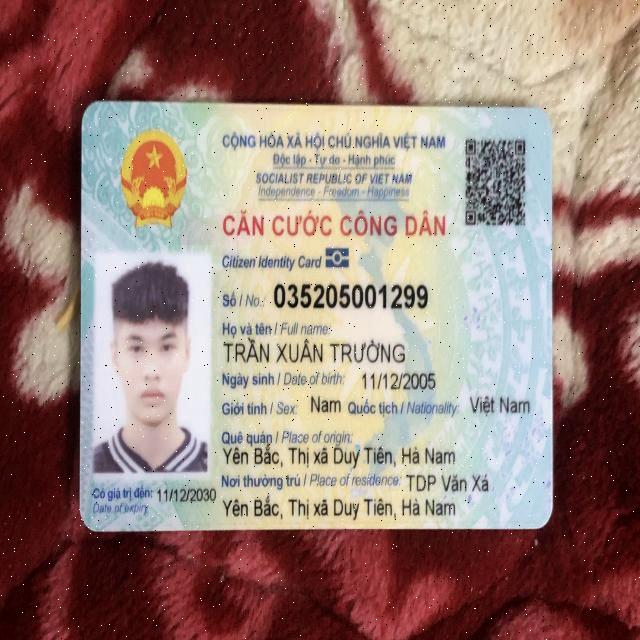 CỘNG HÒA XÃ HỘI CHỦ NGHĨA VIỆT NAM
Độc lập - Tự do - Hạnh phúc
SOCIALIST REPUBLIC OF VIET NAM
Independence - Freedom - Happiness
CĂN CƯỚC CÔNG DÂN
Citizen Identity Card
Số / No.: 035205001299
Họ và tên / Full name:
TRẦN XUÂN TRƯỜNG
Ngày sinh / Date of birth: 11/12/2005
Giới tính / Sex: Nam Quốc tịch / Nationality: Việt Nam
Quê quán / Place of origin:
Yên Bắc, Thị xã Duy Tiên, Hà Nam
Nơi thường trú / Place of residence: TDP Văn Xá
Yên Bắc, Thị xã Duy Tiên, Hà Nam
Có giá trị đến: 11/12/2030
Date of expiry